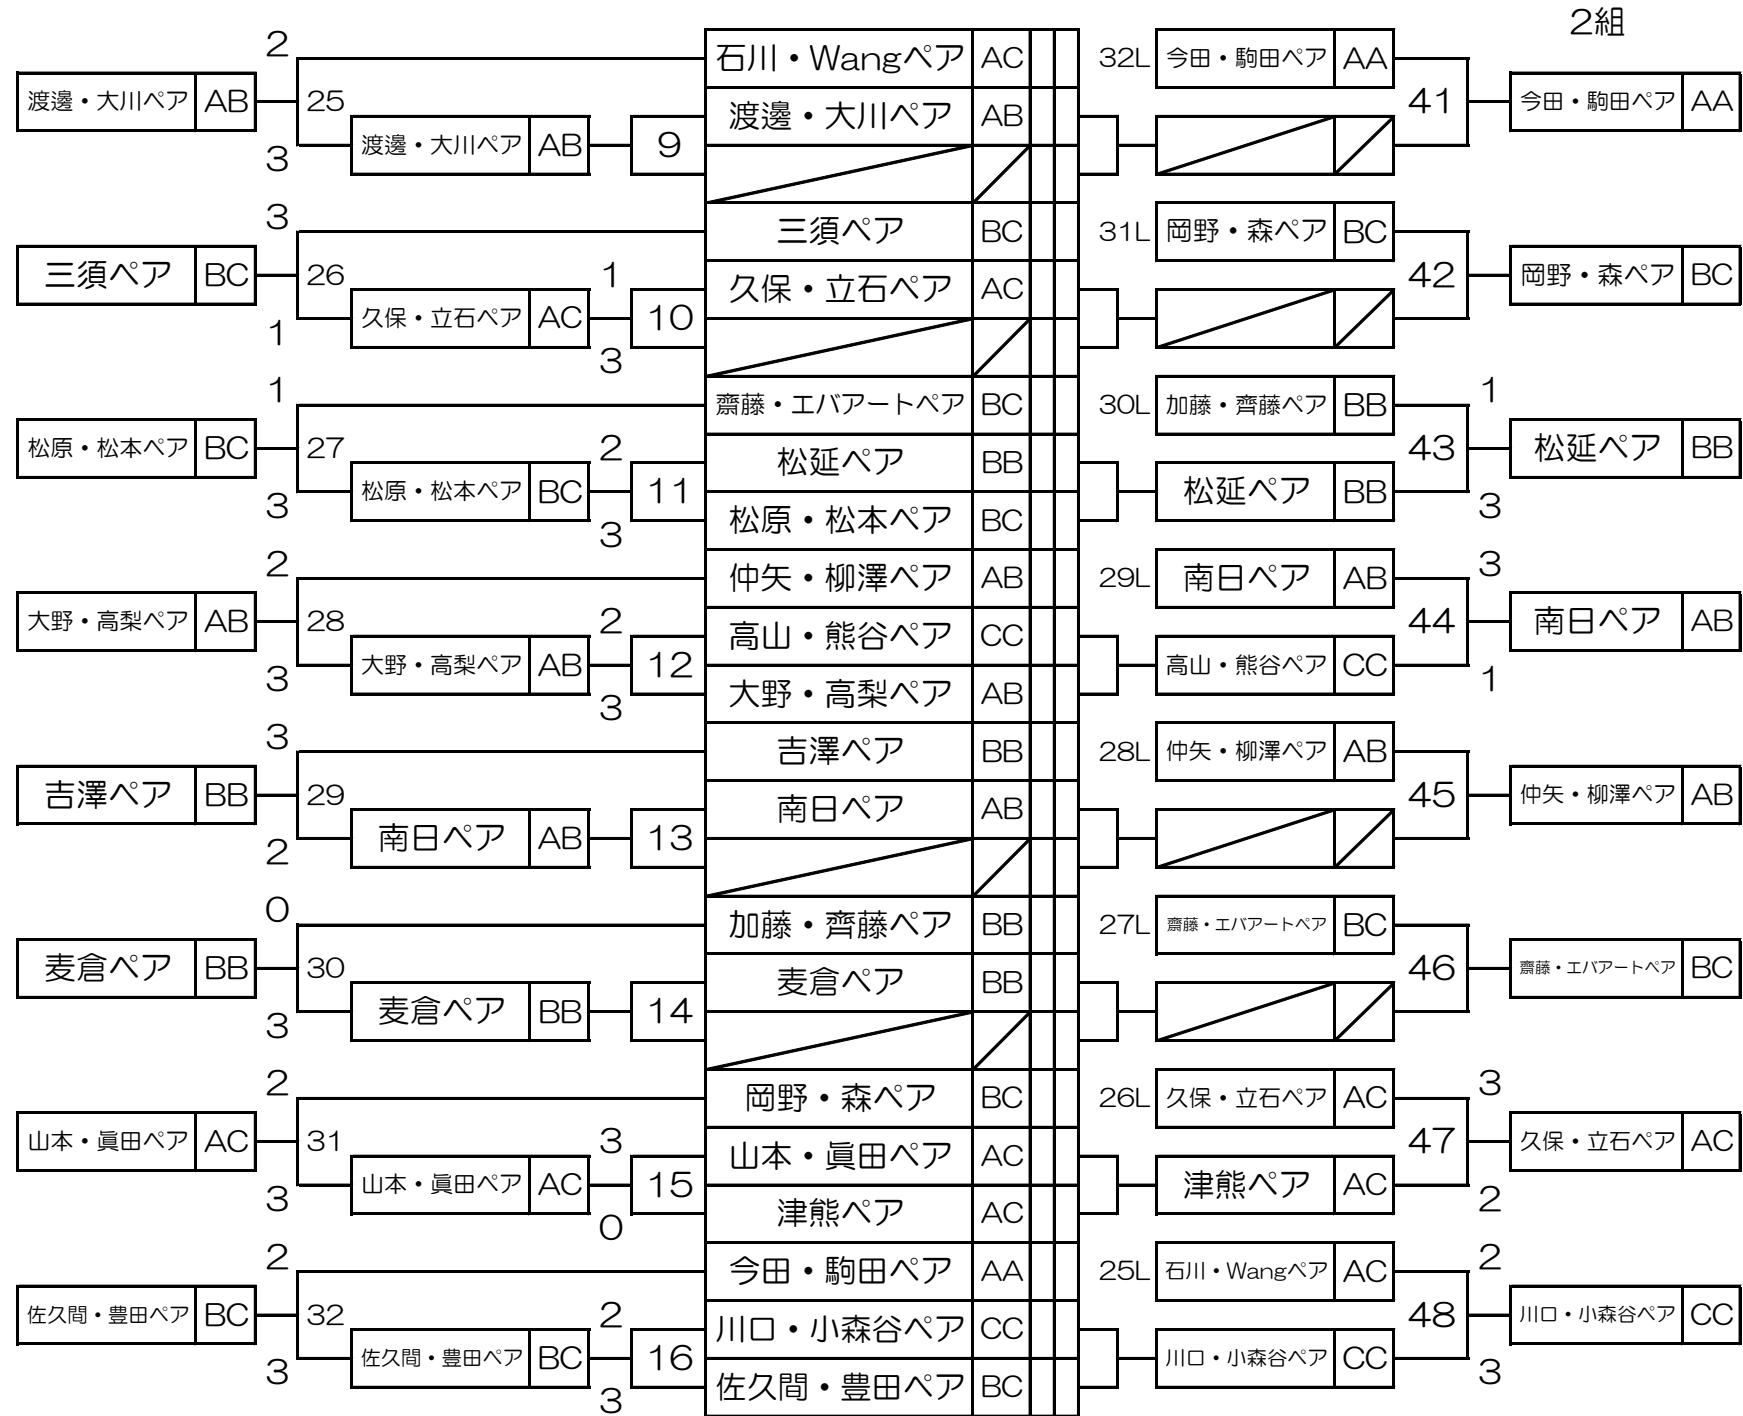 2組
2
石川・Wangペア AC
32L 今田・駒田ペア AA
渡邊・大川ペア AB
25
41
今田・駒田ペア AA
渡邊・大川ペア AB
3
渡邊・大川ペア AB
9
3
三須ペア BC
31L 岡野・森ペア BC
三須ペア BC
26
1
久保・立石ペア AC
42
岡野・森ペア BC
1
久保・立石ペア AC
10
3
1
齋藤・エバアートペア BC
30L 加藤・齊藤ペア BB
1
松原・松本ペア BC
27
2
松延ペア BB
43
松延ペア BB
3
松原・松本ペア BC
11
松延ペア BB
3
3
松原・松本ペア BC
2
仲矢・柳澤ペア AB
29L 南日ペア AB
3
大野・高梨ペア AB
28
2
高山・熊谷ペア CC
44
南日ペア AB
3
大野・高梨ペア AB
12
高山・熊谷ペア CC
1
3
大野・高梨ペア AB
3
吉澤ペア BB
28L 仲矢・柳澤ペア AB
吉澤ペア BB
29
南日ペア AB
45
仲矢・柳澤ペア AB
2
南日ペア AB
13
0
加藤・齊藤ペア BB
27L 齋藤・エバアートペア BC
麦倉ペア BB
30
麦倉ペア BB
46
齋藤・エバアートペア BC
3
麦倉ペア BB
14
2
岡野・森ペア BC
26L 久保・立石ペア AC
3
山本・眞田ペア AC
31
3
山本・眞田ペア AC
47
久保・立石ペア AC
3
山本・眞田ペア AC
15
津熊ペア AC
2
0
津熊ペア AC
2
今田・駒田ペア AA
25L 石川・Wangペア AC
2
佐久間・豊田ペア BC
32
2
川口・小森谷ペア CC
48
川口・小森谷ペア CC
3
佐久間・豊田ペア BC
16
川口・小森谷ペア CC
3
3
佐久間・豊田ペア BC